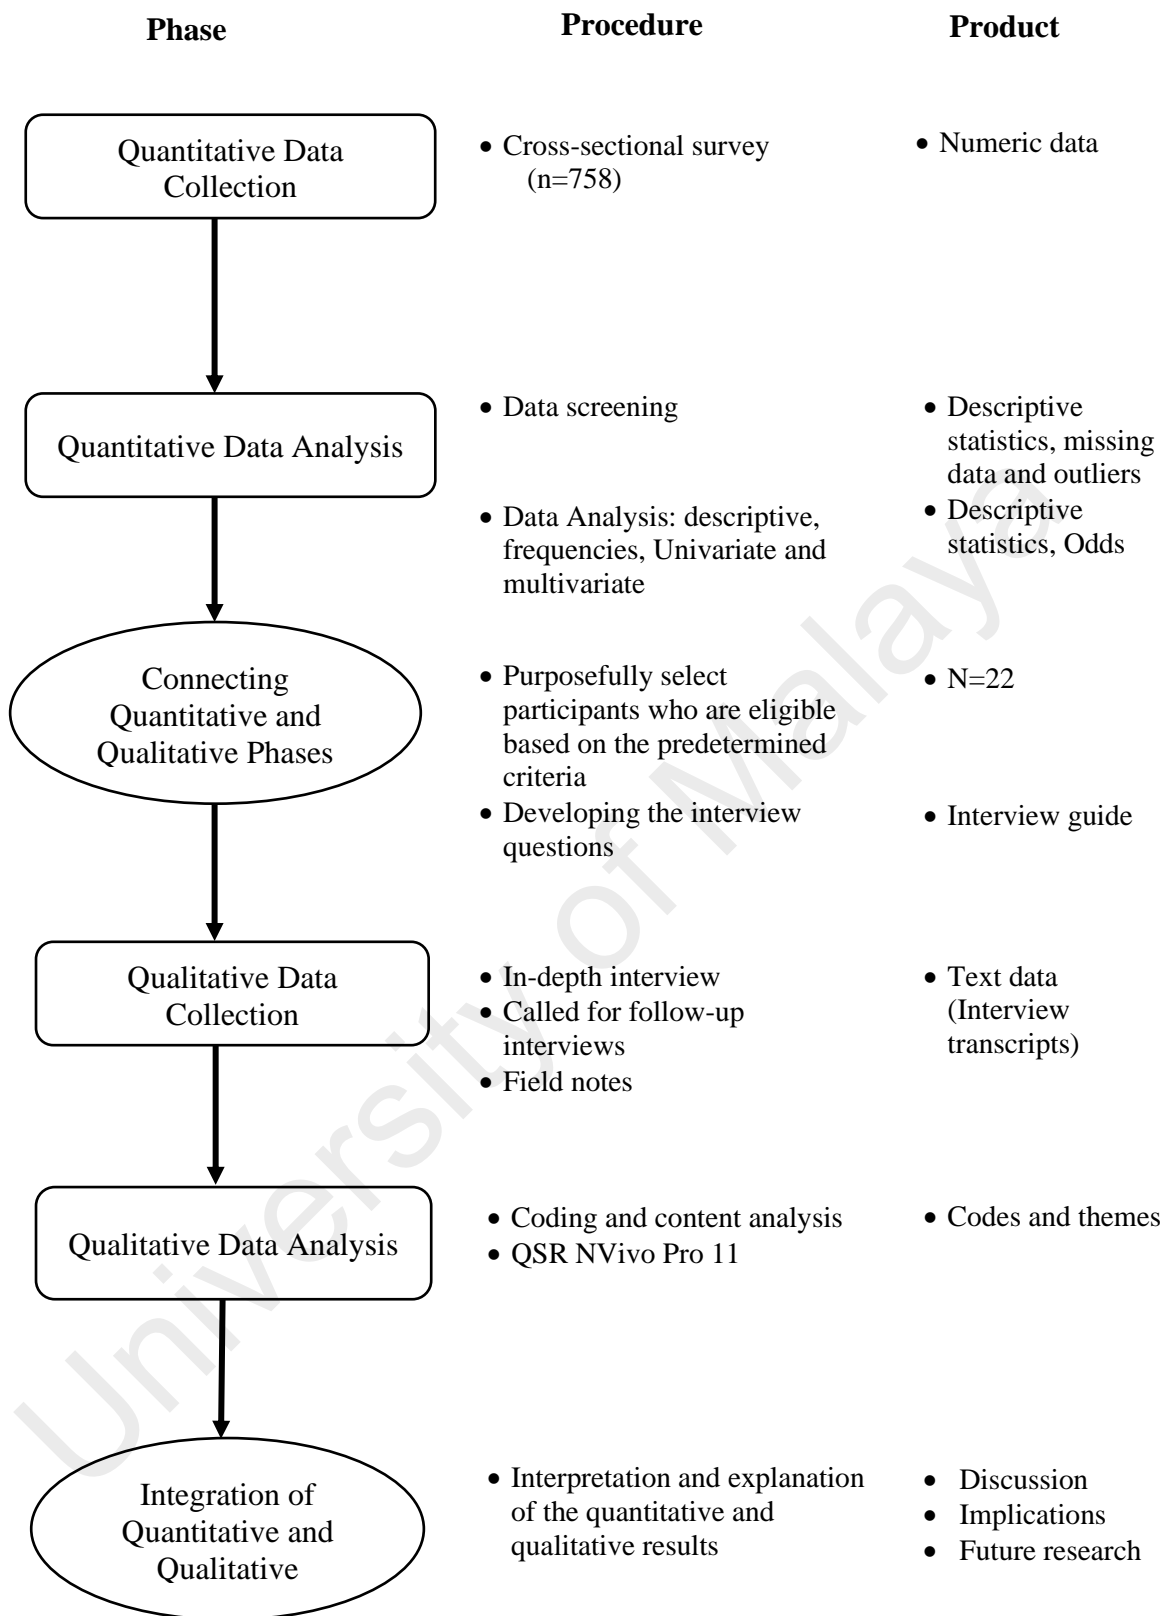 Phase
Procedure
Product
Quantitative Data
Collection
• Cross-sectional survey
(n=758)
• Numeric data
Quantitative Data Analysis
• Data screening
• Descriptive
statistics, missing
data and outliers
• Data Analysis: descriptive,
frequencies, Univariate and
multivariate
• Descriptive
statistics, Odds
Connecting
Quantitative and
Qualitative Phases
• Purposefully select
participants who are eligible
based on the predetermined
criteria
• N=22
• Developing the interview
questions
• Interview guide
Qualitative Data
Collection
• In-depth interview
• Called for follow-up
interviews
• Field notes
• Text data
(Interview
transcripts)
Qualitative Data Analysis
• Coding and content analysis
• QSR NVivo Pro 11
• Codes and themes
Integration of
Quantitative and
Qualitative
• Interpretation and explanation
of the quantitative and
qualitative results
• Discussion
• Implications
• Future research
University of Malaya